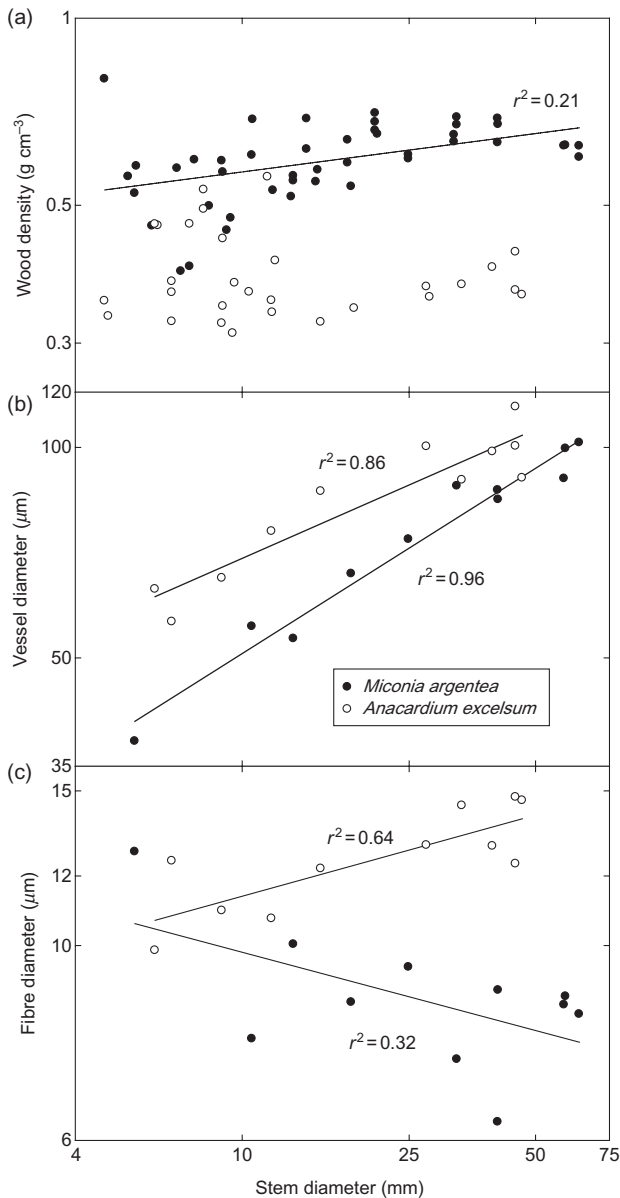 (a)
1
r² = 0.21
Wood density (g cm⁻³)
0.5
0.3
120
(b)
100
r² = 0.86
Vessel diameter (μm)
r² = 0.96
50
Miconia argentea
Anacardium excelsum
35
(c)
15
r² = 0.64
12
Fibre diameter (μm)
10
r² = 0.32
6
4 10 25 50 75
Stem diameter (mm)